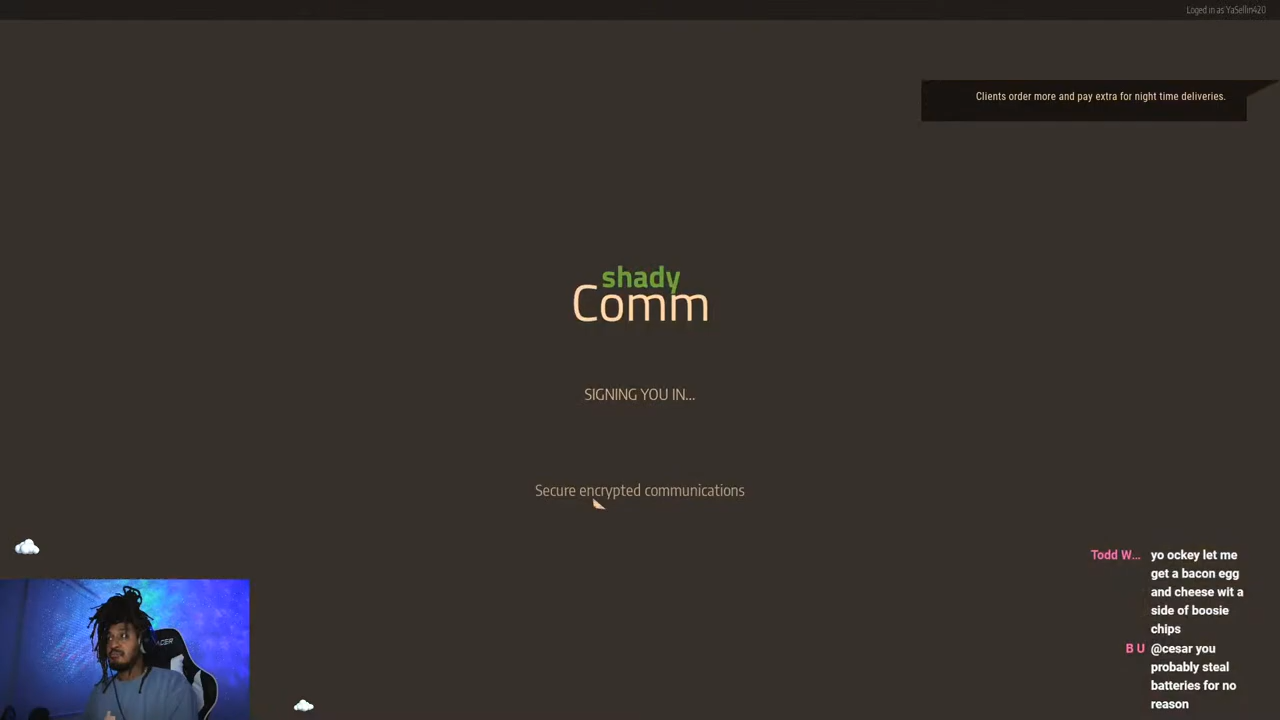 Loged in as YaSellin420
Clients order more and pay extra for night time deliveries.
shady
Comm
SIGNING YOU IN...
Secure encrypted communications
Todd W... yo ockey let me
get a bacon egg
and cheese wit a
side of boosie
chips
B U @cesar you
probably steal
batteries for no
reason
ACER